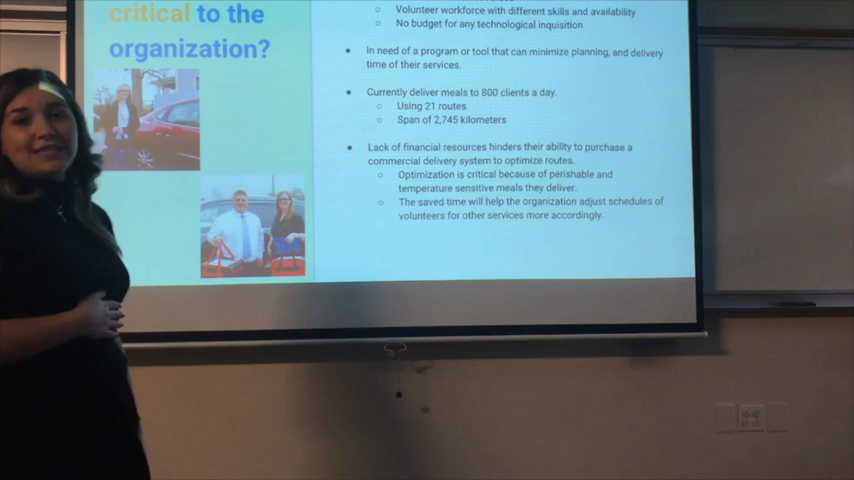 critical to the
organization?
○ Volunteer workforce with different skills and availability
○ No budget for any technological inquisition
● In need of a program or tool that can minimize planning, and delivery
time of their services.
● Currently deliver meals to 800 clients a day.
○ Using 21 routes
○ Span of 2,745 kilometers
● Lack of financial resources hinders their ability to purchase a
commercial delivery system to optimize routes.
○ Optimization is critical because of perishable and
temperature sensitive meals they deliver.
○ The saved time will help the organization adjust schedules of
volunteers for other services more accordingly.